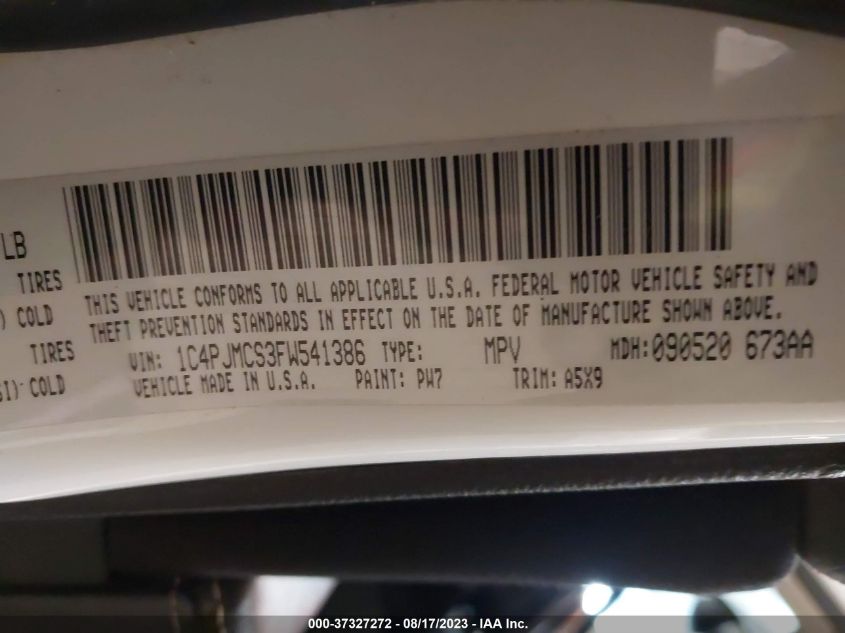 LB
TIRES
) COLD
TIRES
SI) COLD
THIS VEHICLE CONFORMS TO ALL APPLICABLE U.S.A. FEDERAL MOTOR VEHICLE SAFETY AND
THEFT PREVENTION STANDARDS IN EFFECT ON THE DATE OF MANUFACTURE SHOWN ABOVE.
VIN: 1C4PJMCS3FW541386 TYPE: MPV MDH:090520 673AA
VEHICLE MADE IN U.S.A. PAINT: PW7 TRIM: A5X9
000-37327272 - 08/17/2023 - IAA Inc.